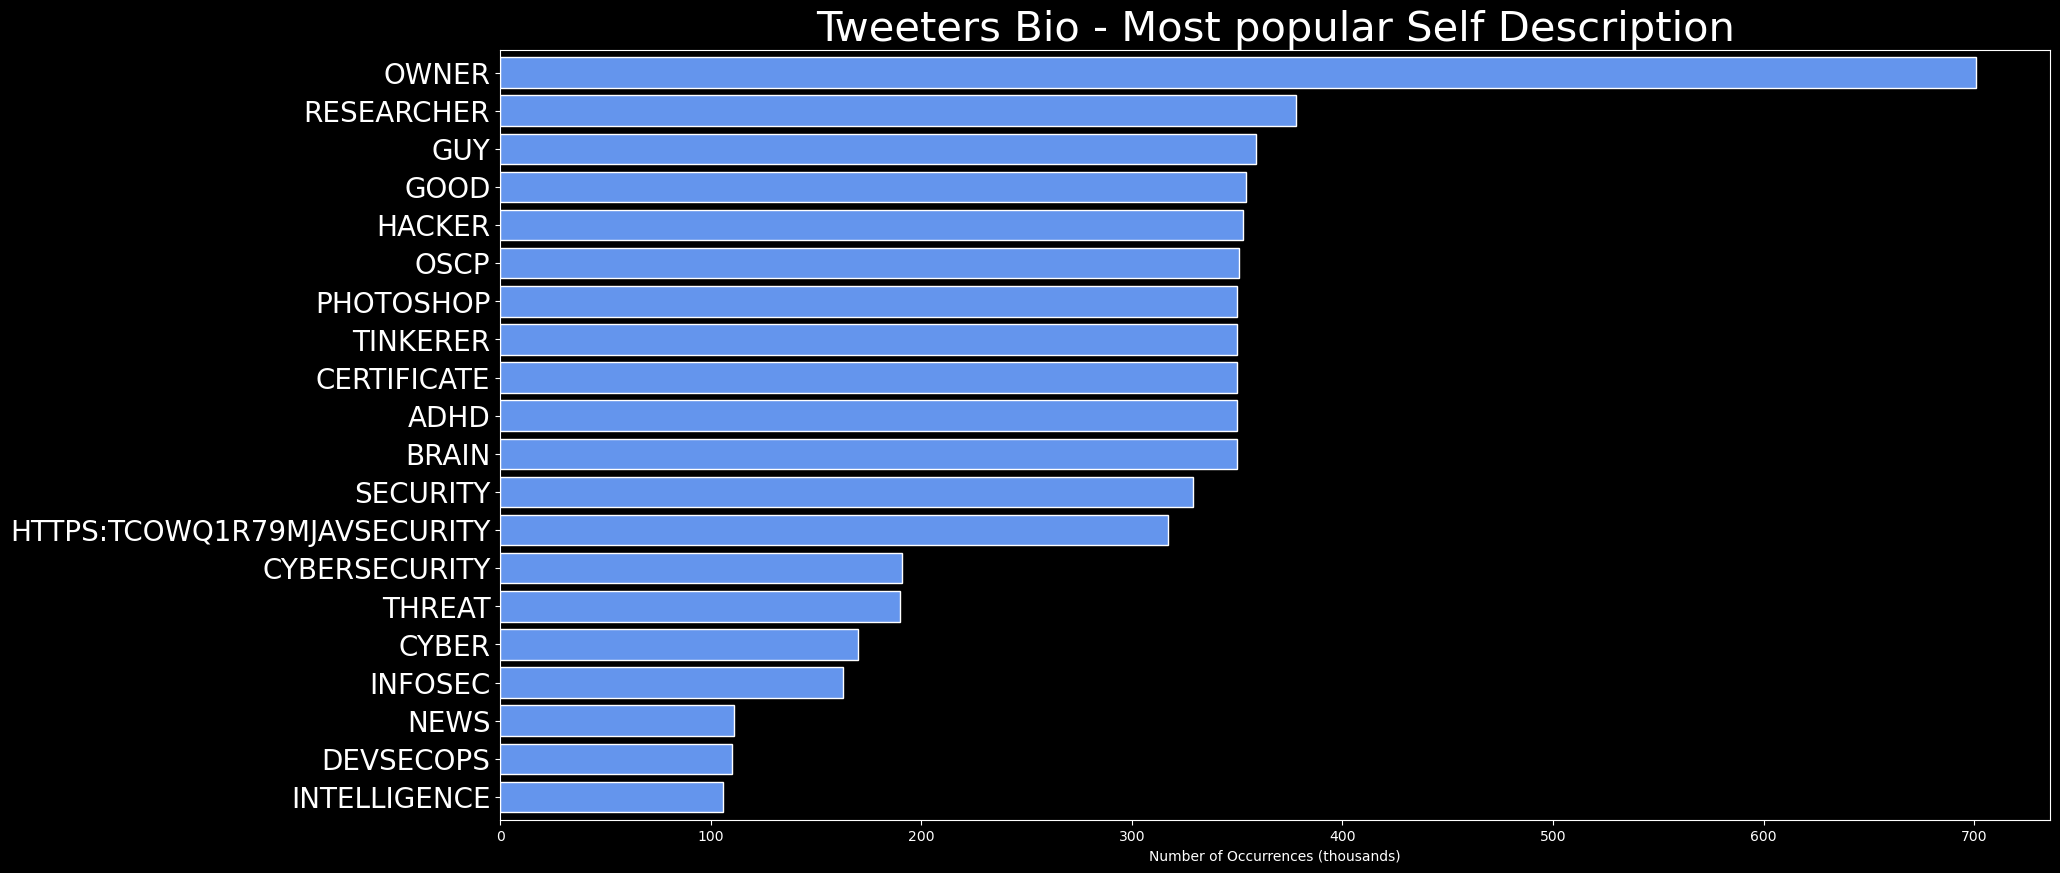 Tweeters Bio - Most popular Self Description
OWNER
RESEARCHER
GUY
GOOD
HACKER
OSCP
PHOTOSHOP
TINKERER
CERTIFICATE
ADHD
BRAIN
SECURITY
HTTPS:TCOWQ1R79MJAVSECURITY
CYBERSECURITY
THREAT
CYBER
INFOSEC
NEWS
DEVSECOPS
INTELLIGENCE
0 100 200 300 400 500 600 700
Number of Occurrences (thousands)